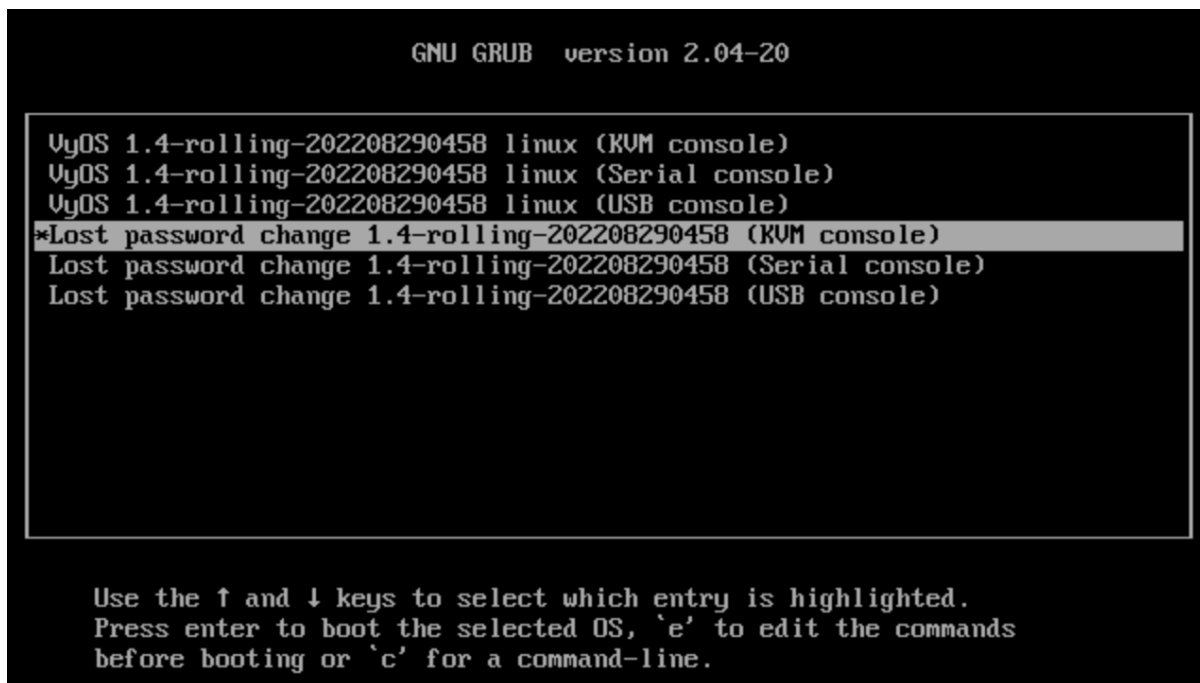 GNU GRUB  version 2.04-20
VyOS 1.4-rolling-202208290458 linux (KVM console)
VyOS 1.4-rolling-202208290458 linux (Serial console)
VyOS 1.4-rolling-202208290458 linux (USB console)
*Lost password change 1.4-rolling-202208290458 (KVM console)
Lost password change 1.4-rolling-202208290458 (Serial console)
Lost password change 1.4-rolling-202208290458 (USB console)
Use the ↑ and ↓ keys to select which entry is highlighted.
Press enter to boot the selected OS, `e' to edit the commands
before booting or `c' for a command-line.